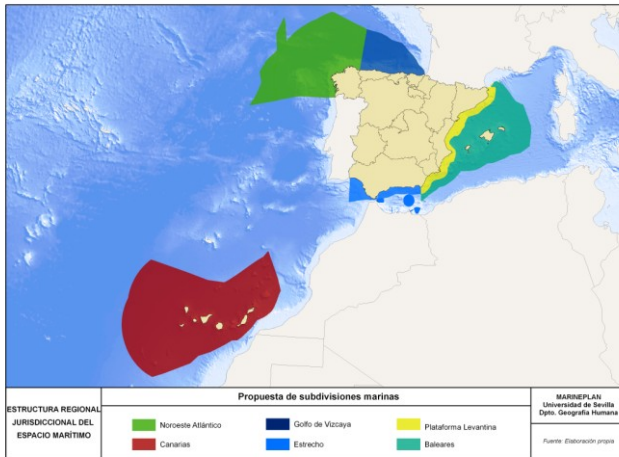 ESTRUCTURA REGIONAL
JURISDICCIONAL DEL
ESPACIO MARÍTIMO
Propuesta de subdivisiones marinas
Noroeste Atlántico
Golfo de Vizcaya
Plataforma Levantina
Canarias
Estrecho
Baleares
MARINEPLAN
Universidad de Sevilla
Dpto. Geografía Humana
Fuente: Elaboración propia